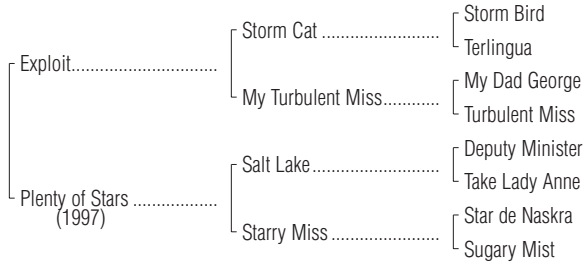 Storm Bird
Storm Cat ........................
Terlingua
Exploit..............................
My Dad George
My Turbulent Miss...........
Turbulent Miss
Deputy Minister
Salt Lake..........................
Take Lady Anne
Plenty of Stars .................
(1997)
Star de Naskra
Starry Miss ......................
Sugary Mist